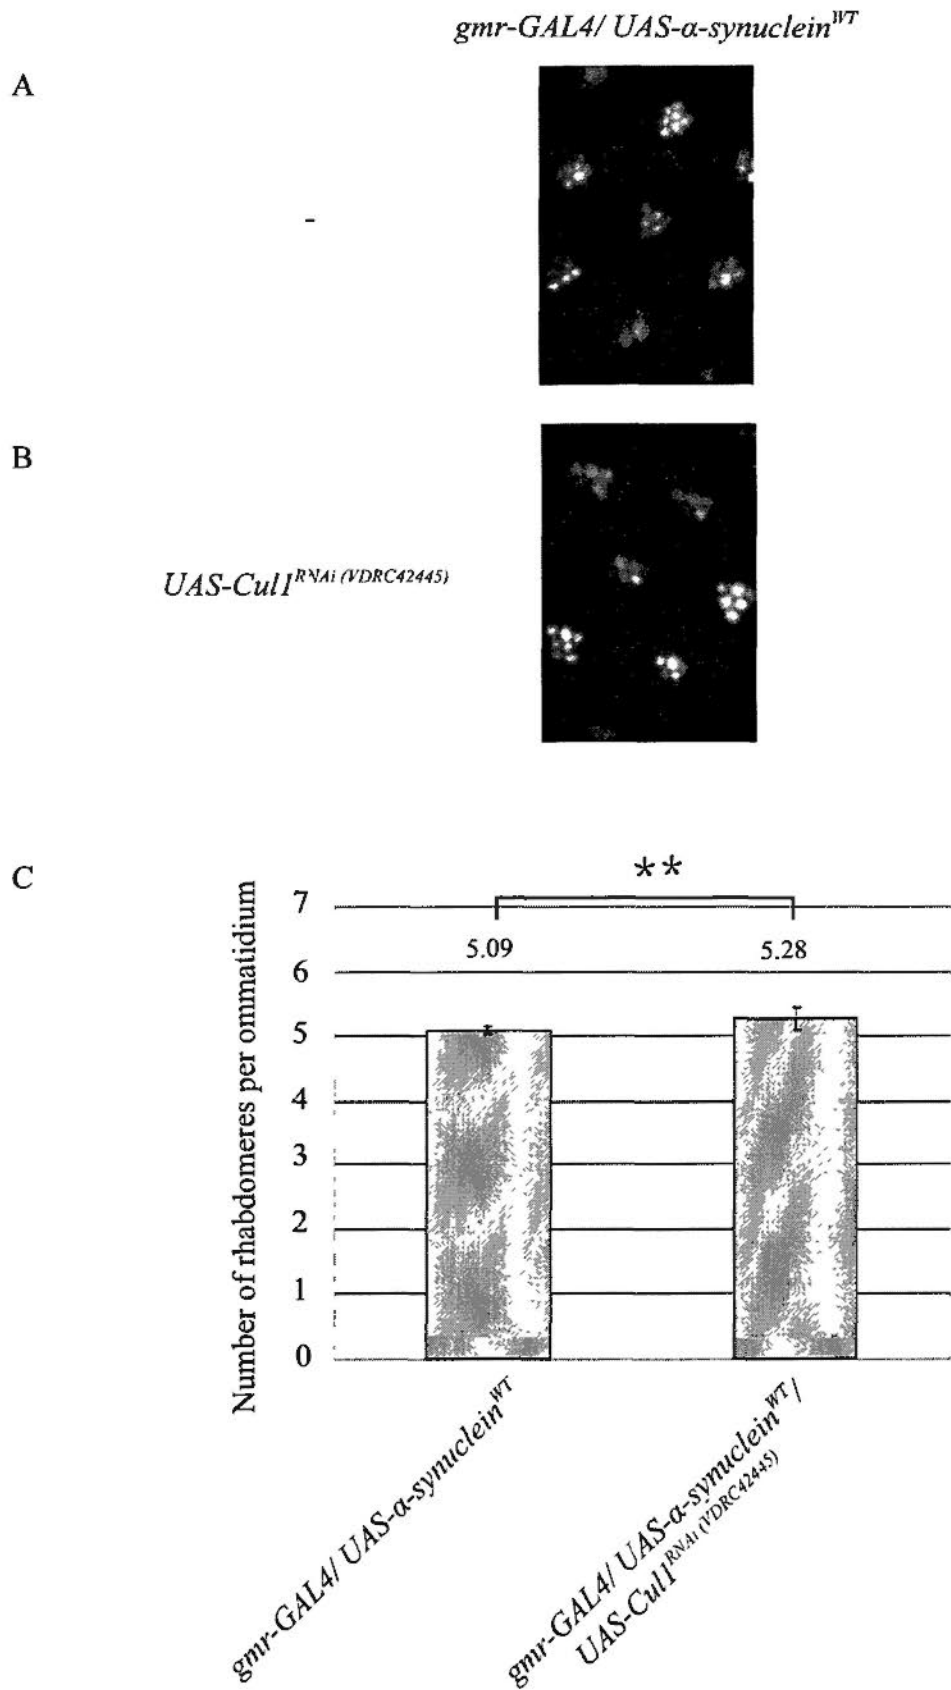 gmr-GAL4/ UAS-α-synuclein^WT
A
-
B
UAS-Cul1^RNAi (VDRC42445)
C
**
7
5.09 5.28
6
5
4
3
2
1
0
Number of rhabdomeres per ommatidium
gmr-GAL4/ UAS-α-synuclein^WT
gmr-GAL4/ UAS-α-synuclein^WT /
UAS-Cul1^RNAi (VDRC42445)